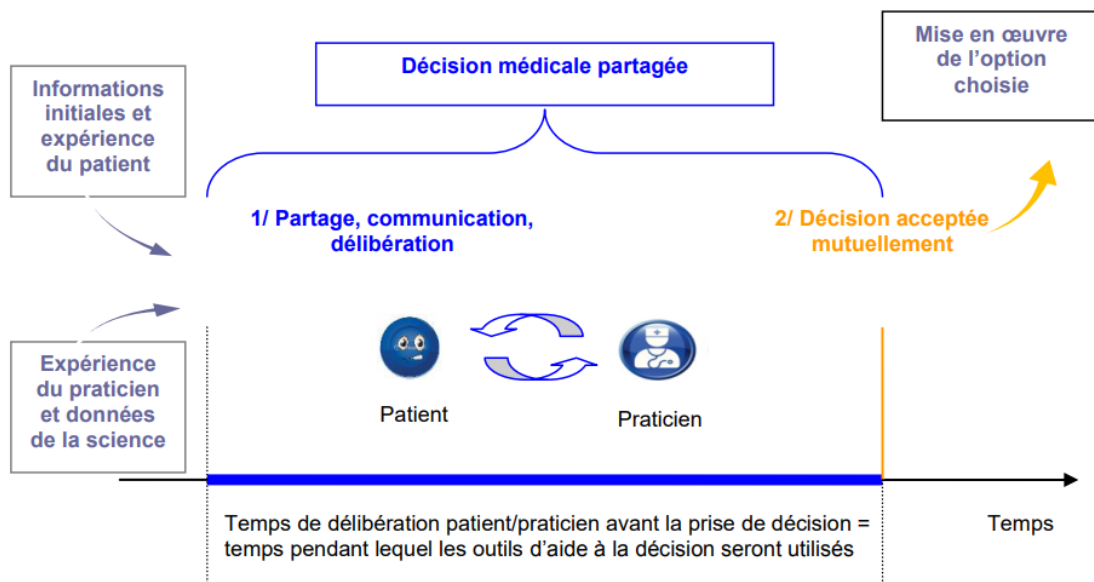 Décision médicale partagée
Mise en œuvre
de l’option
choisie
Informations
initiales et
expérience
du patient
1/ Partage, communication,
délibération
2/ Décision acceptée
mutuellement
Expérience
du praticien
et données
de la science
Patient
Praticien
Temps de délibération patient/praticien avant la prise de décision =
temps pendant lequel les outils d’aide à la décision seront utilisés
Temps